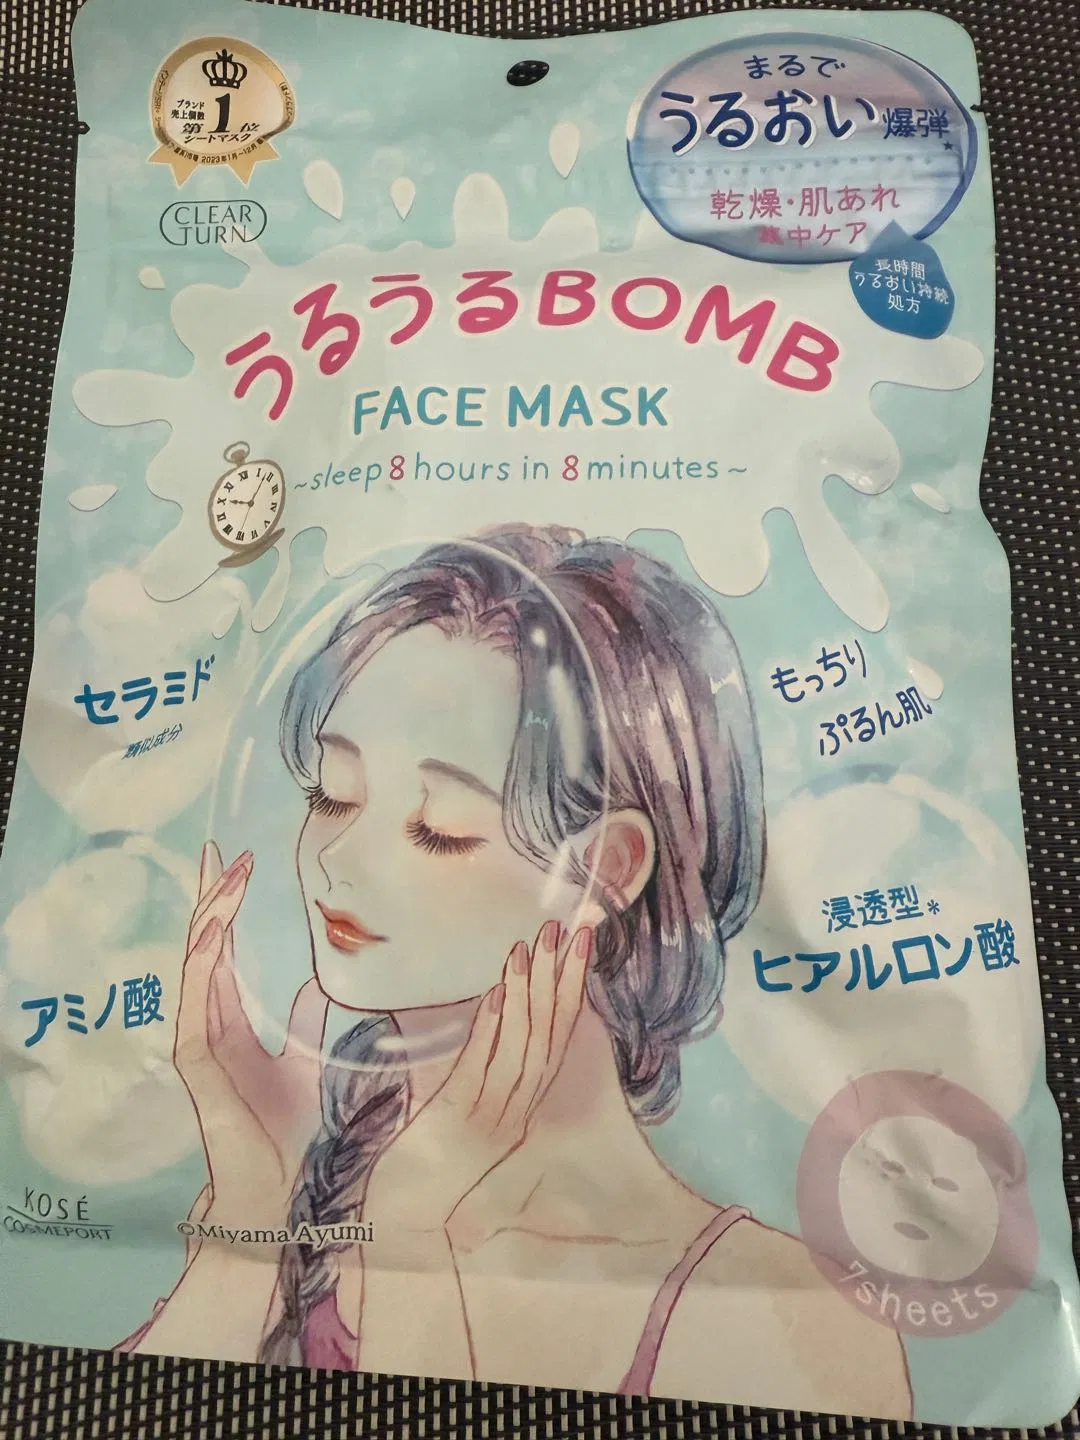 ブランド
売上個数
第1位
シートマスク
2023年1月~12月
CLEAR
TURN
まるで
うるおい爆弾*
乾燥・肌あれ
集中ケア
長時間
うるおい持続
処方
うるうるBOMB
FACE MASK
~sleep 8 hours in 8 minutes~
セラミド
類似成分
もっちり
ぷるん肌
浸透型*
ヒアルロン酸
アミノ酸
KOSÉ
COSMEPORT
©Miyama Ayumi
7sheets